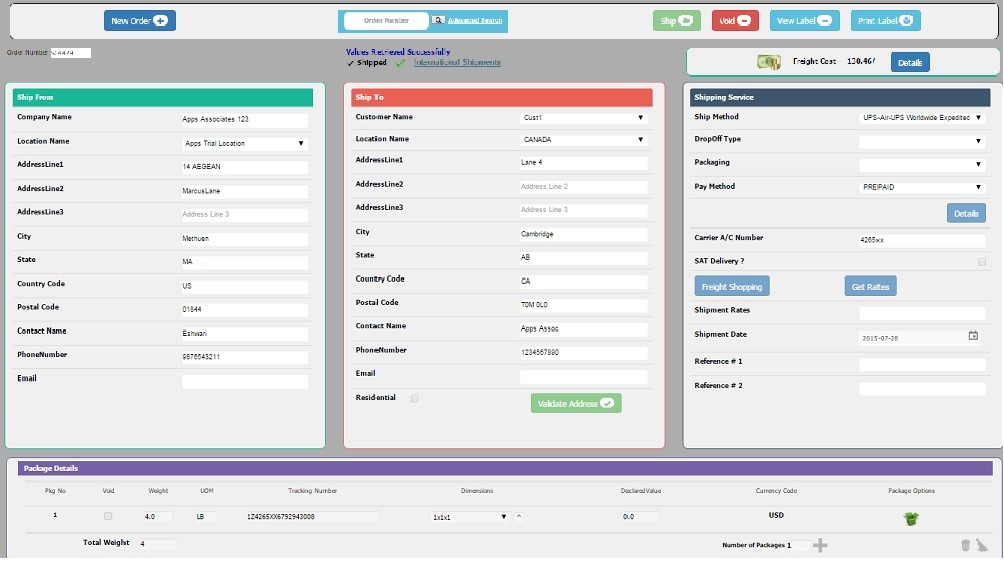 New Order
Order Number
Advanced Search
Ship
Void
View Label
Print Label
Order Number
Values Retrieved Successfully
Shipped
International Shipments
Freight Cost
Details
Ship From
Company Name Apps Associates 123
Location Name Apps Trial Location
AddressLine1 14 AEGEAN
AddressLine2 MarcusLane
AddressLine3 Address Line 3
City Methuen
State MA
Country Code US
Postal Code 01844
Contact Name Eshwari
PhoneNumber 9876543211
Email
Ship To
Customer Name Cust1
Location Name CANADA
AddressLine1 Lane 4
AddressLine2 Address Line 2
AddressLine3 Address Line 3
City Cambridge
State AB
Country Code CA
Postal Code T0M 0L0
Contact Name Apps Assoc
PhoneNumber 1234567890
Email
Residential
Validate Address
Shipping Service
Ship Method UPS-Air-UPS Worldwide Expedited
DropOff Type
Packaging
Pay Method PREPAID
Details
Carrier A/C Number 4265xx
SAT Delivery ?
Freight Shopping
Get Rates
Shipment Rates
Shipment Date 2015-07-28
Reference # 1
Reference # 2
Package Details
Pkg No Void Weight UOM Tracking Number Dimensions DeclaredValue Currency Code Package Options
1 4.0 LB 1Z4265XX6792943008 1x1x1 0.0 USD
Total Weight 4
Number of Packages 1